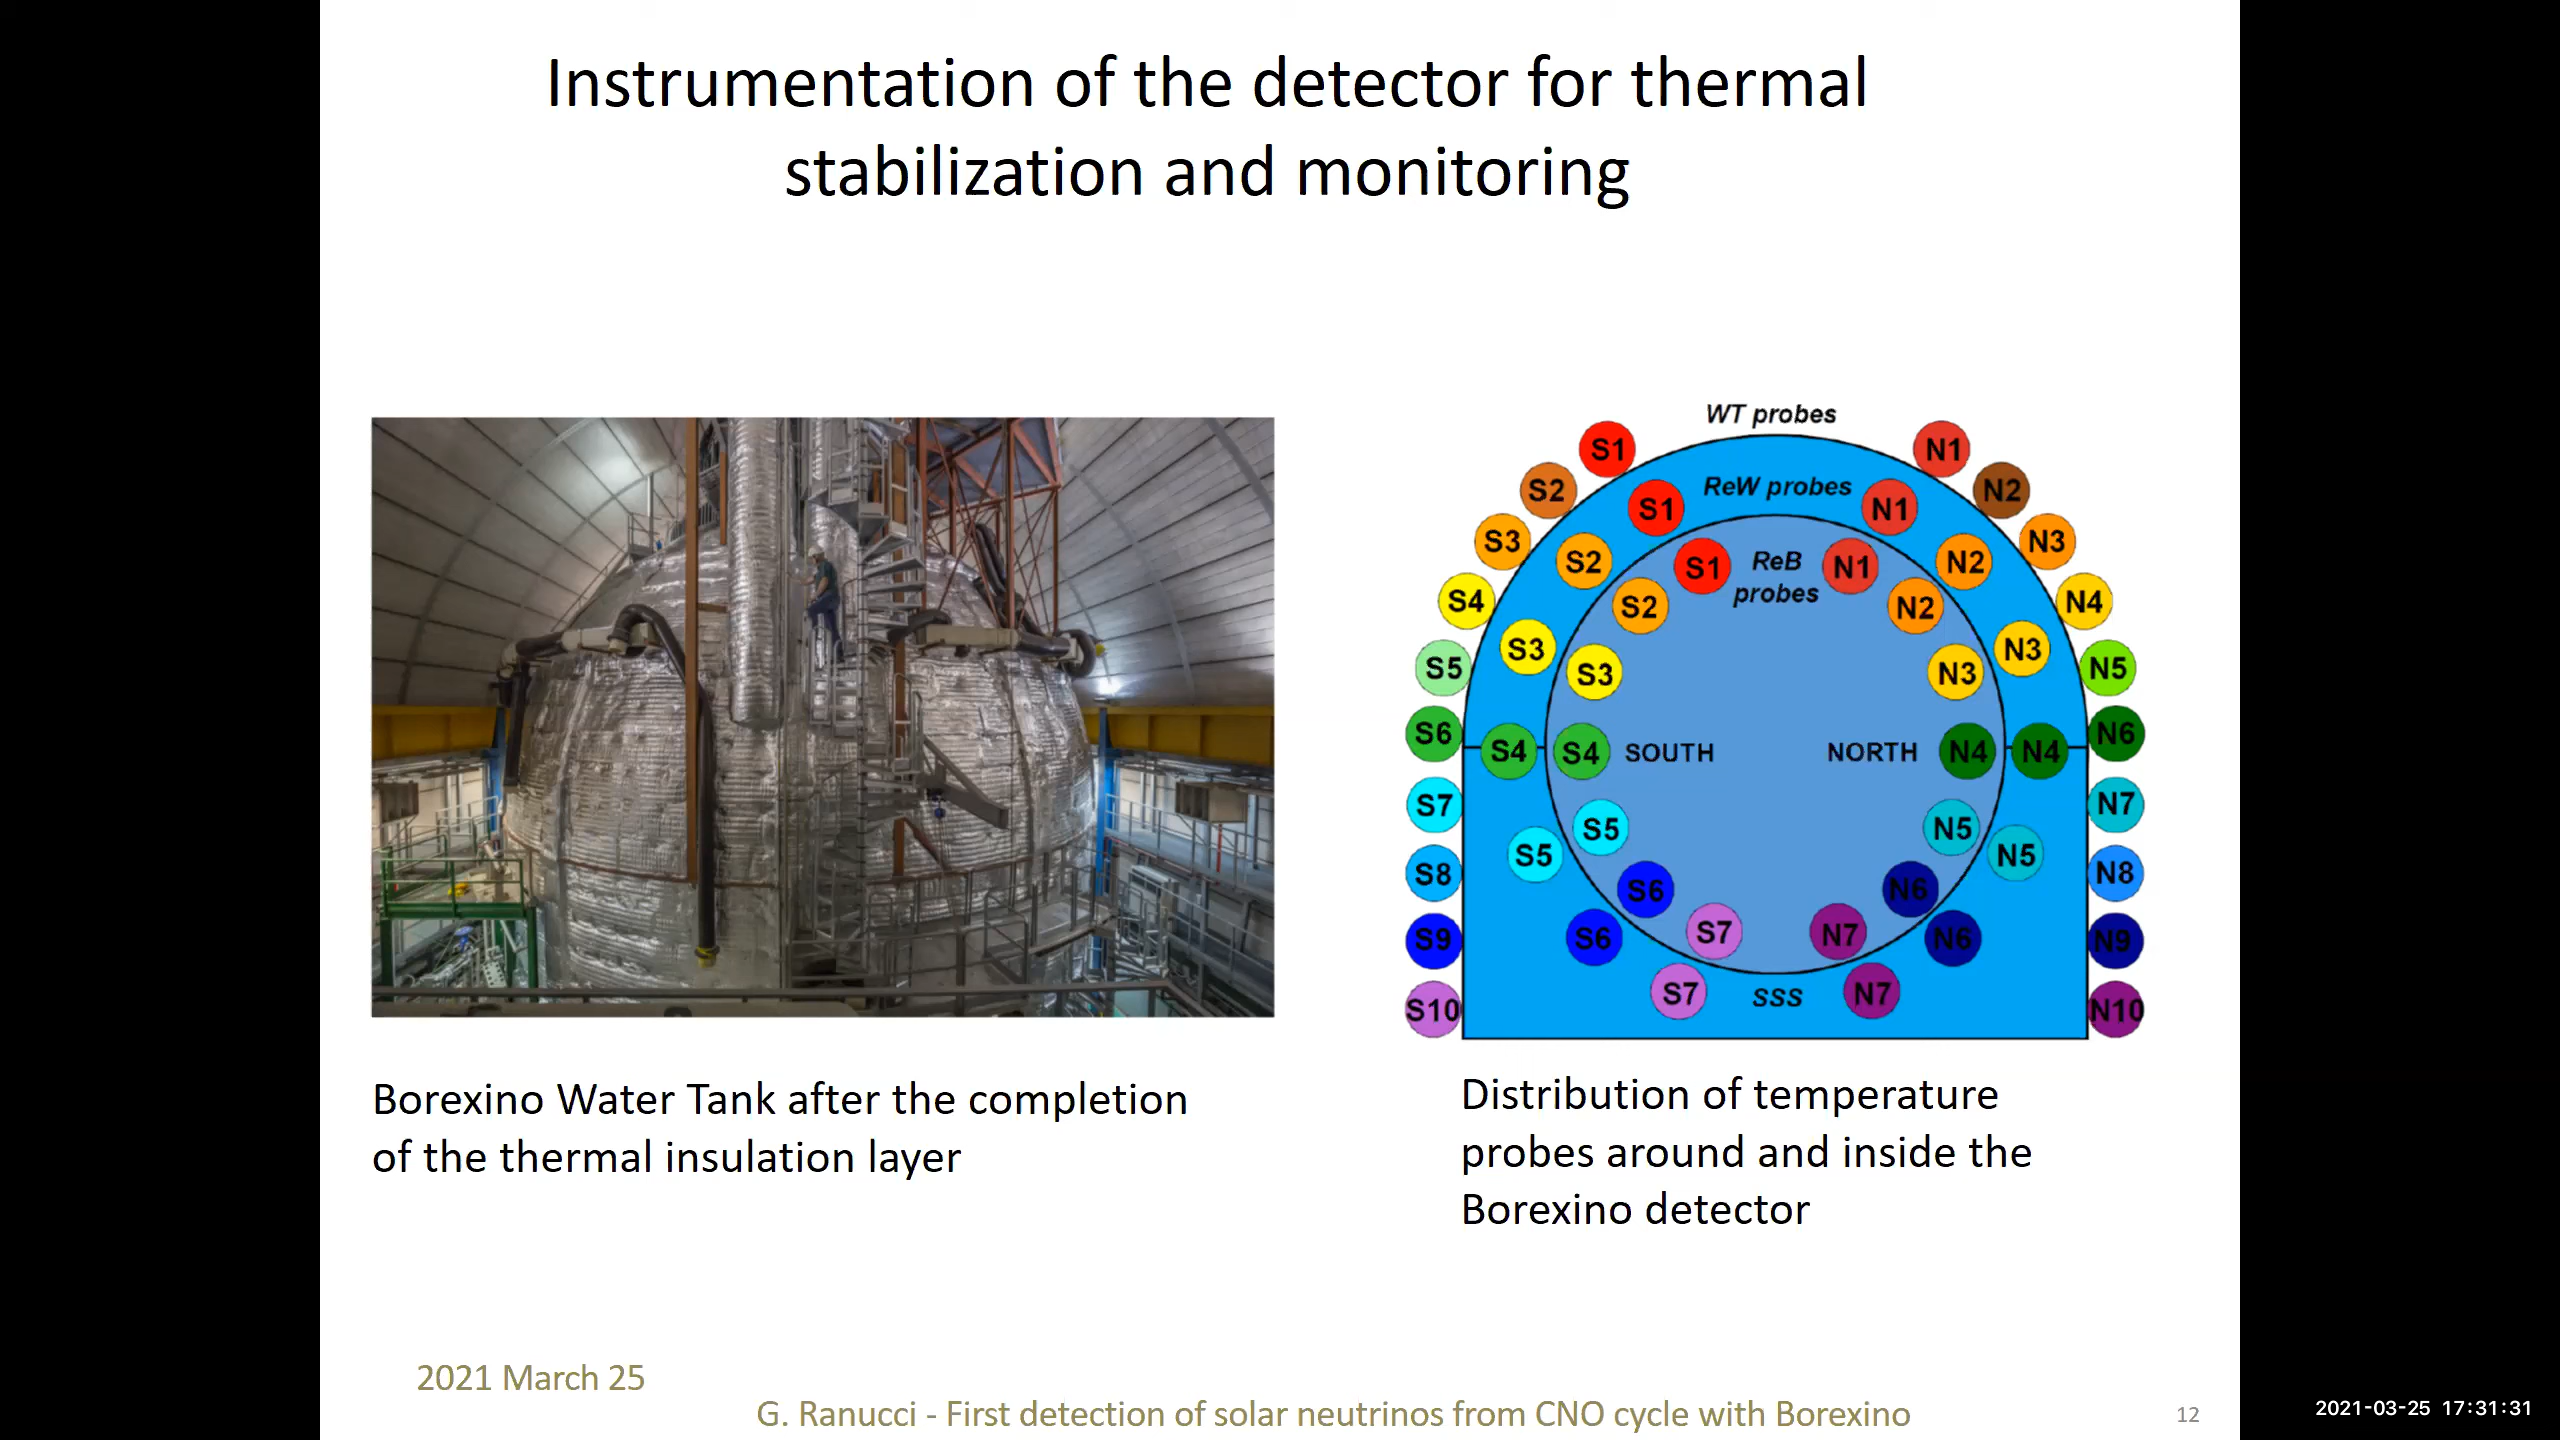 Instrumentation of the detector for thermal
stabilization and monitoring
WT probes
S1
N1
S2
N2
ReW probes
S1
N1
S3
N3
ReB
probes
S2
S1
N1
N2
S4
S2
N2
N4
S3
N3
S5
S3
N3
N5
S6
S4
S4
SOUTH
NORTH
N4
N4
N6
S7
N7
S5
N5
S5
N5
S8
N8
S6
N6
S9
S6
S7
N7
N6
N9
S10
S7
SSS
N7
N10
Borexino Water Tank after the completion
of the thermal insulation layer
Distribution of temperature
probes around and inside the
Borexino detector
2021 March 25
G. Ranucci - First detection of solar neutrinos from CNO cycle with Borexino
12
2021-03-25 17:31:31